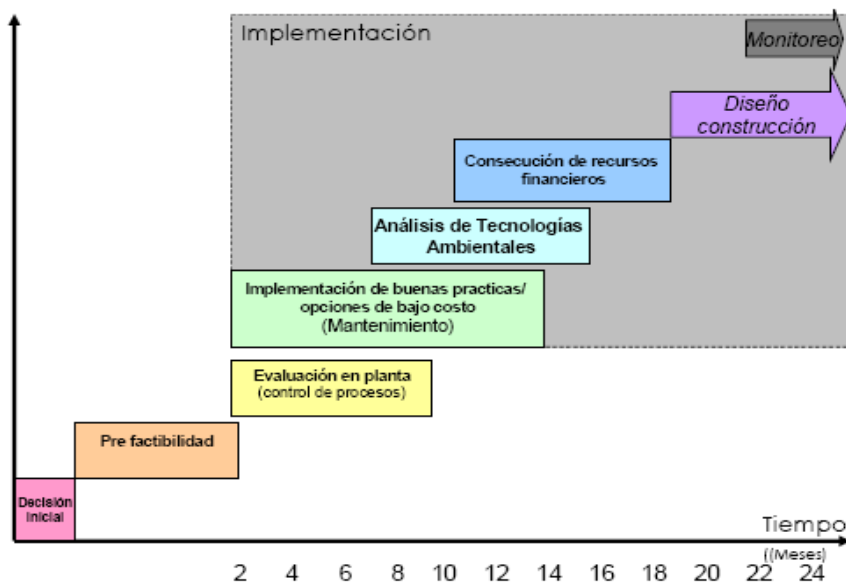 Implementación
Monitoreo
Diseño
construcción
Consecución de recursos
financieros
Análisis de Tecnologías
Ambientales
Implementación de buenas practicas/
opciones de bajo costo
(Mantenimiento)
Evaluación en planta
(control de procesos)
Pre factibilidad
Decisión
inicial
Tiempo
((Meses)
2 4 6 8 10 12 14 16 18 20 22 24